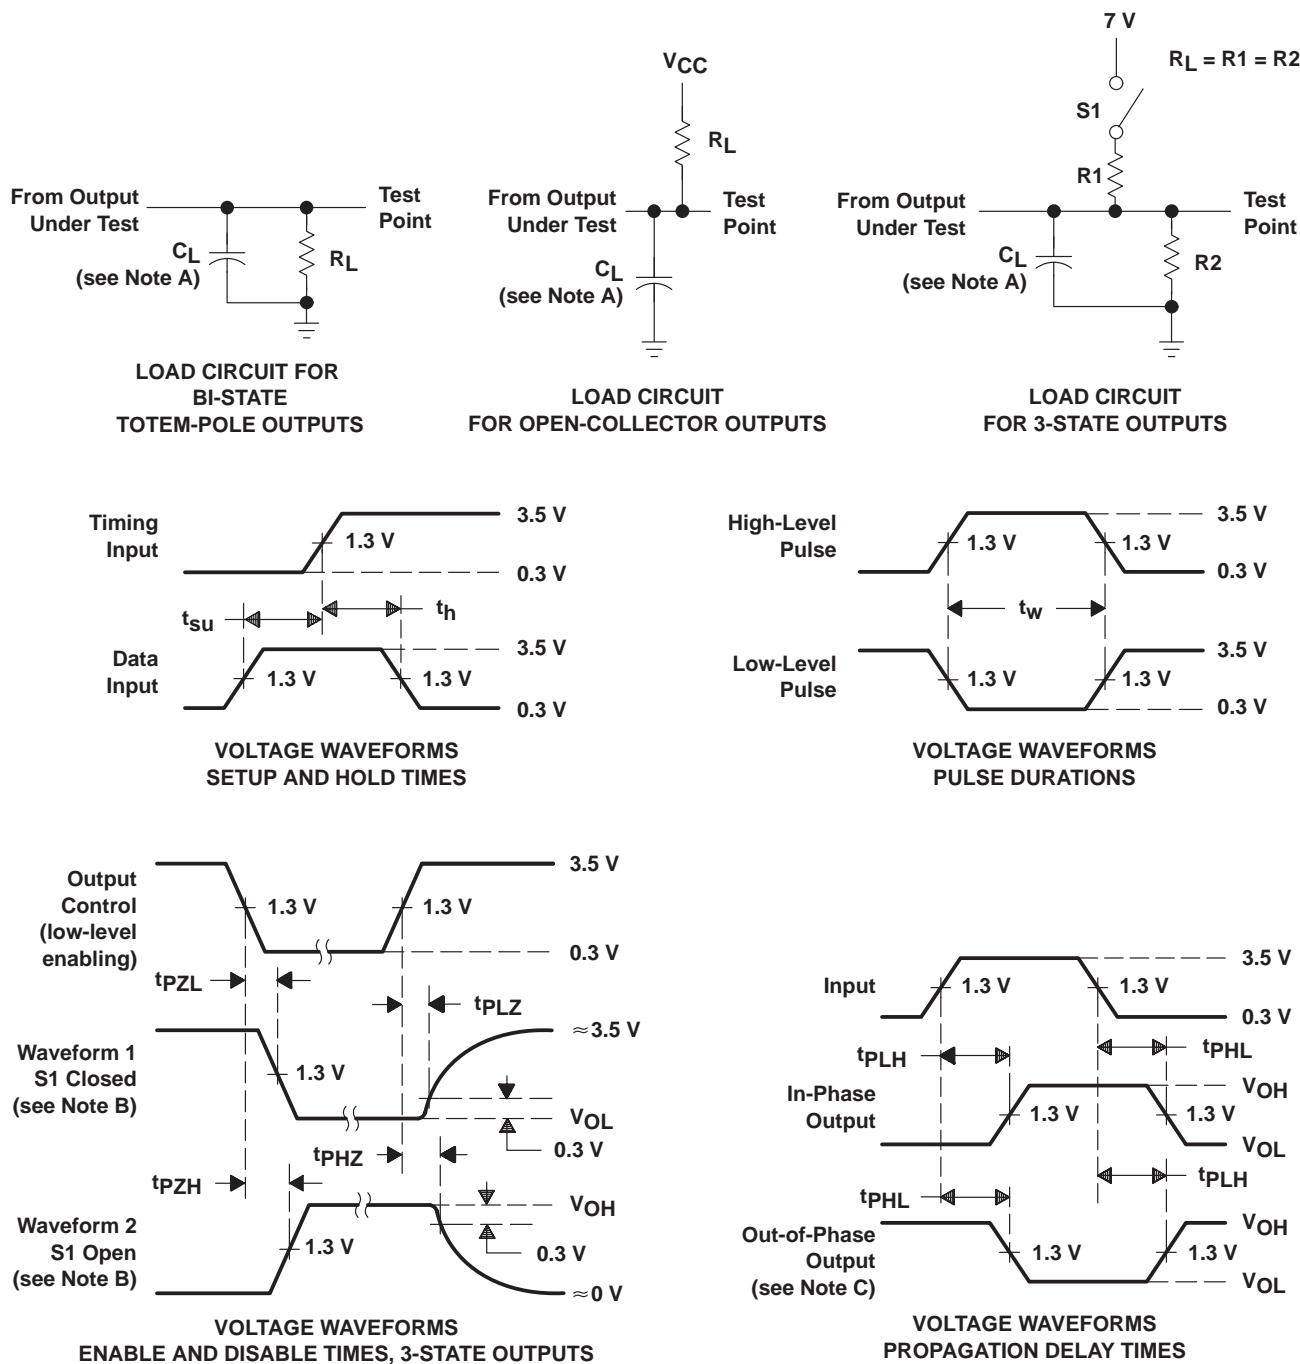 7 V
RL = R1 = R2
S1
R1
From Output
Under Test
Test
Point
CL
(see Note A)
R2
LOAD CIRCUIT
FOR 3-STATE OUTPUTS
VCC
RL
From Output
Under Test
Test
Point
CL
(see Note A)
LOAD CIRCUIT
FOR OPEN-COLLECTOR OUTPUTS
From Output
Under Test
Test
Point
CL
(see Note A)
RL
LOAD CIRCUIT FOR
BI-STATE
TOTEM-POLE OUTPUTS
Timing
Input
1.3 V
3.5 V
0.3 V
tsu
th
Data
Input
1.3 V
1.3 V
3.5 V
0.3 V
VOLTAGE WAVEFORMS
SETUP AND HOLD TIMES
High-Level
Pulse
1.3 V
1.3 V
3.5 V
0.3 V
tw
Low-Level
Pulse
1.3 V
1.3 V
3.5 V
0.3 V
VOLTAGE WAVEFORMS
PULSE DURATIONS
Output
Control
(low-level
enabling)
1.3 V
1.3 V
3.5 V
0.3 V
tPZL
tPLZ
Waveform 1
S1 Closed
(see Note B)
1.3 V
≈3.5 V
VOL
0.3 V
tPHZ
tPZH
Waveform 2
S1 Open
(see Note B)
1.3 V
VOH
0.3 V
≈0 V
VOLTAGE WAVEFORMS
ENABLE AND DISABLE TIMES, 3-STATE OUTPUTS
Input
1.3 V
1.3 V
3.5 V
0.3 V
tPLH
tPHL
In-Phase
Output
1.3 V
1.3 V
VOH
VOL
tPHL
tPLH
Out-of-Phase
Output
(see Note C)
1.3 V
1.3 V
VOH
VOL
VOLTAGE WAVEFORMS
PROPAGATION DELAY TIMES